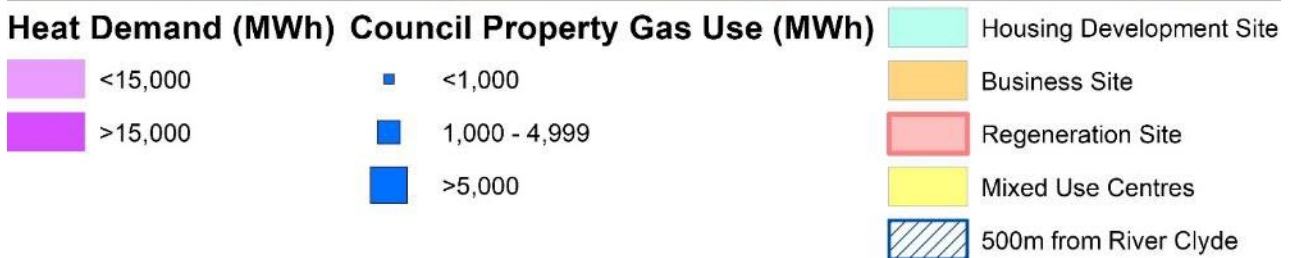 Heat Demand (MWh)
<15,000
>15,000
Council Property Gas Use (MWh)
<1,000
1,000 - 4,999
>5,000
Housing Development Site
Business Site
Regeneration Site
Mixed Use Centres
500m from River Clyde